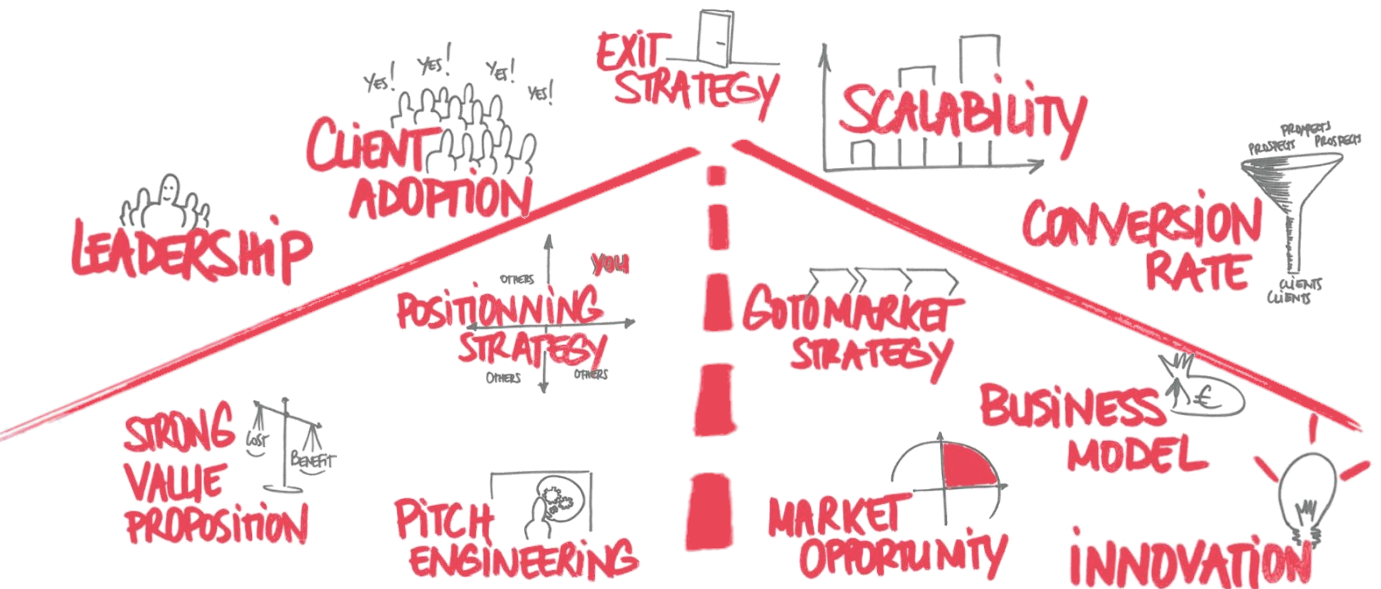 EXIT
STRATEGY
YES! YES! YES! YES!
CLIENT
ADOPTION
SCALABILITY
PROSPECTS
PROSPECTS PROSPECTS
CONVERSION
RATE
CLIENTS
CLIENTS
LEADERSHIP
OTHERS
YOU
POSITIONNING
STRATEGY
OTHERS OTHERS
GOTOMARKET
STRATEGY
BUSINESS
€
MODEL
STRONG
VALUE
PROPOSITION
COST
BENEFIT
PITCH
ENGINEERING
MARKET
OPPORTUNITY
INNOVATION